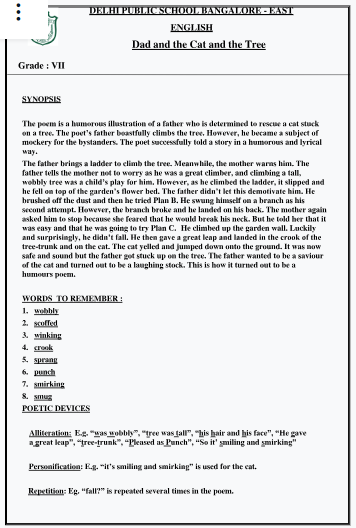 DELHI PUBLIC SCHOOL BANGALORE - EAST
ENGLISH
Dad and the Cat and the Tree
Grade : VII
SYNOPSIS
The poem is a humorous illustration of a father who is determined to rescue a cat stuck
on a tree. The poet's father boastfully climbs the tree. However, he became a subject of
mockery for the bystanders. The poet successfully told a story in a humorous and lyrical
way.
The father brings a ladder to climb the tree. Meanwhile, the mother warns him. The
father tells the mother not to worry as he was a great climber, and climbing a tall,
wobbly tree was a child's play for him. However, as he climbed the ladder, it slipped and
he fell on top of the garden's flower bed. The father didn't let this demotivate him. He
brushed off the dust and then he tried Plan B. He swung himself on a branch as his
second attempt. However, the branch broke and he landed on his back. The mother again
asked him to stop because she feared that he would break his neck. But he told her that it
was easy and that he was going to try Plan C.  He climbed up the garden wall. Luckily
and surprisingly, he didn't fall. He then gave a great leap and landed in the crook of the
tree-trunk and on the cat. The cat yelled and jumped down onto the ground. It was now
safe and sound but the father got stuck up on the tree. The father wanted to be a saviour
of the cat and turned out to be a laughing stock. This is how it turned out to be a
humours poem.
WORDS TO REMEMBER :
1. wobbly
2. scoffed
3. winking
4. crook
5. sprang
6. punch
7. smirking
8. smug
POETIC DEVICES
Alliteration: E.g. "was wobbly", "tree was tall", "his hair and his face", "He gave
a great leap", "tree-trunk", "Pleased as Punch", "So it' smiling and smirking"
Personification: E.g. "it's smiling and smirking" is used for the cat.
Repetition: Eg. "fall?" is repeated several times in the poem.